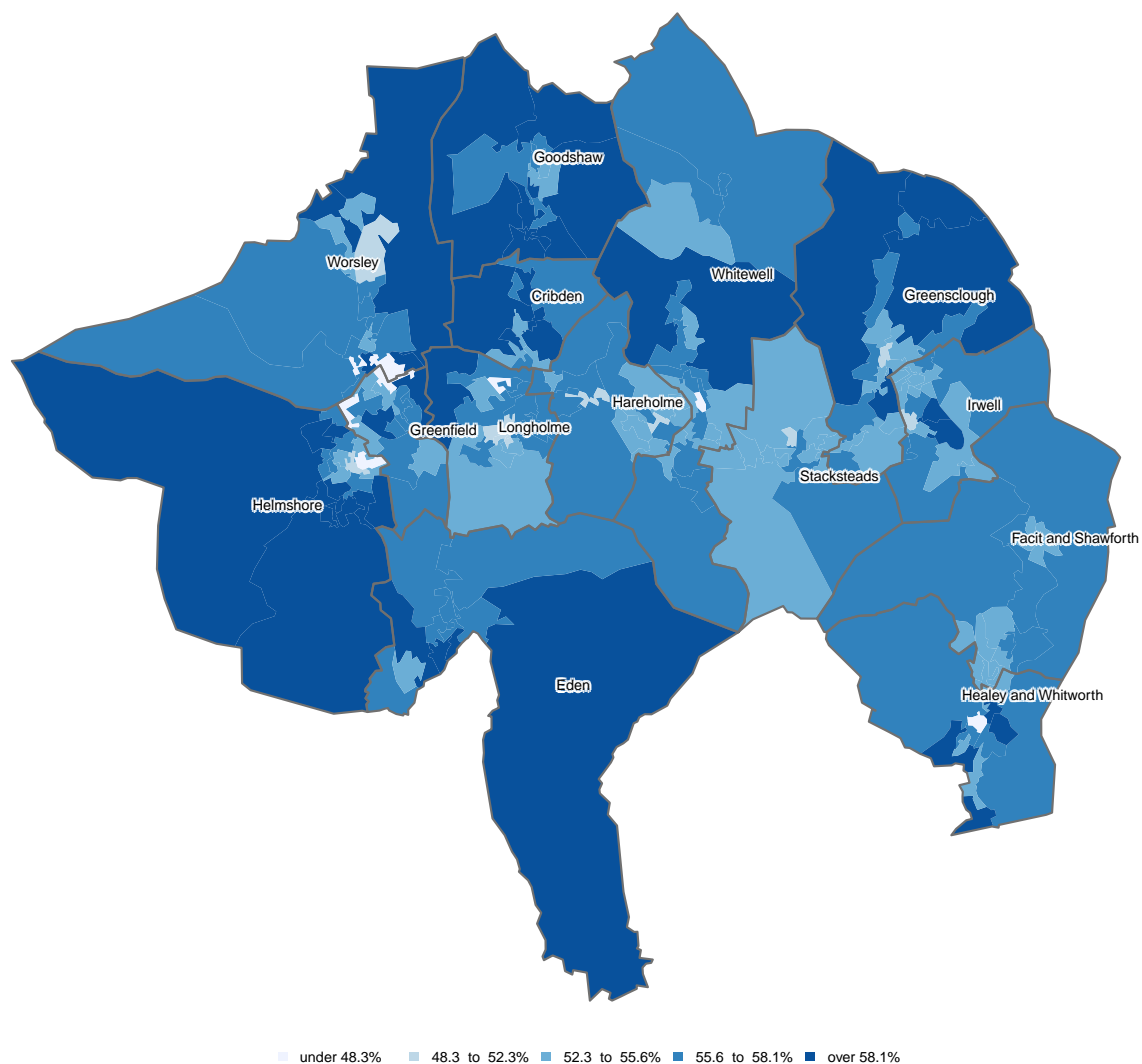 Goodshaw
Worsley
Whitewell
Cribden
Greensclough
Hareholme
Irwell
Greenfield
Longholme
Stacksteads
Helmshore
Facit and Shawforth
Eden
Healey and Whitworth
under 48.3% 48.3 to 52.3% 52.3 to 55.6% 55.6 to 58.1% over 58.1%